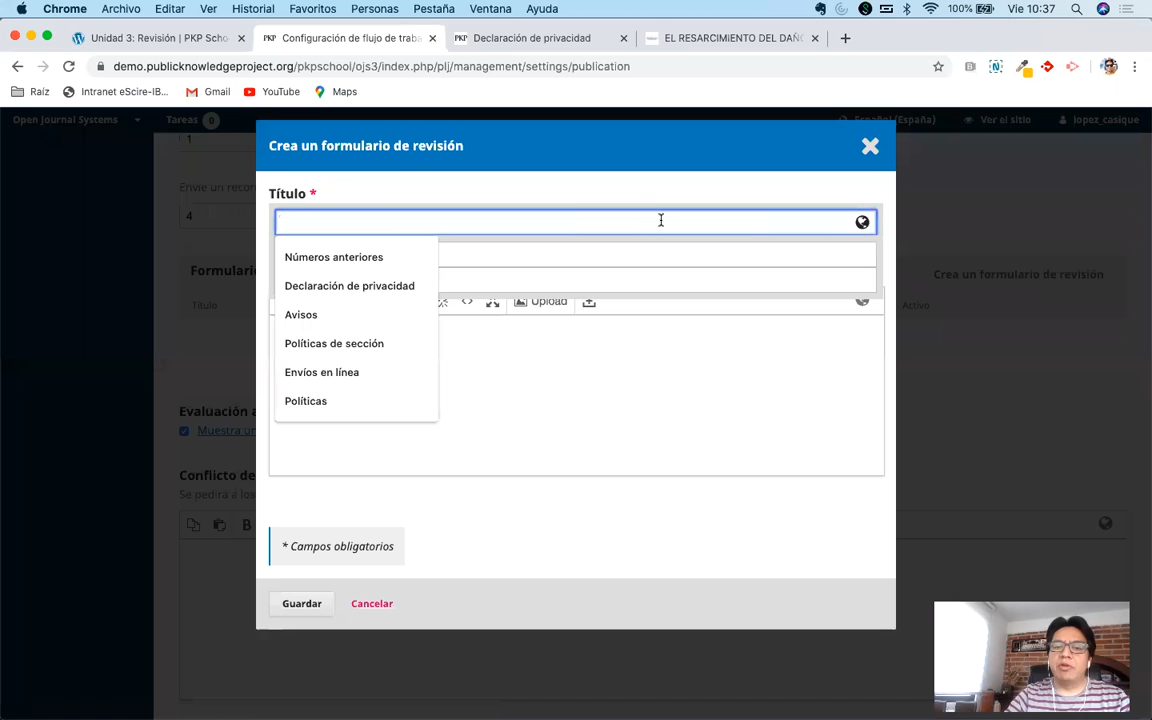 Chrome Archivo Editar Ver Historial Favoritos Personas Pestaña Ventana Ayuda 100% Vie 10:37
Unidad 3: Revisión | PKP Scho
PKP Configuración de flujo de traba
PKP Declaración de privacidad
EL RESARCIMIENTO DEL DAÑO
demo.publicknowledgeproject.org/pkpschool/ojs3/index.php/plj/management/settings/publication
Raíz Intranet eScire-IB... Gmail YouTube Maps
Open Journal Systems Tareas 0 Español (España) Ver el sitio lopez_casique
1
Crea un formulario de revisión
Envíe un recor
4
Título *
Formulario
Crea un formulario de revisión
Título
Activo
Números anteriores
Declaración de privacidad
Avisos
Políticas de sección
Envíos en línea
Políticas
Upload
Evaluación a
Muestra un
Conflicto de
Se pedirá a los
B
* Campos obligatorios
Guardar Cancelar